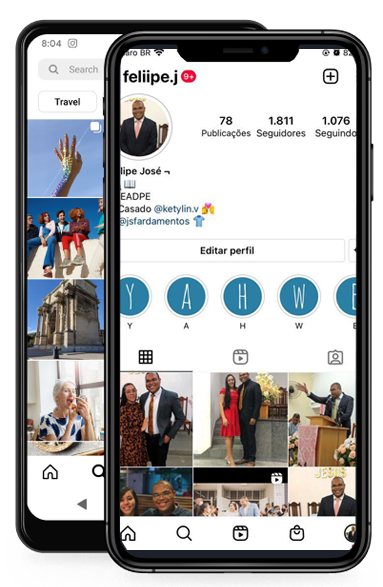 8:04
Search
Travel
aro BR
82
feliipe.j 9+
78 1.811 1.076
Publicações Seguidores Seguindo
lipe José ¬
EADPE
Casado @ketylin.v
@jsfardamentos
Editar perfil
Y A H W E
Y A H W E
JESUS